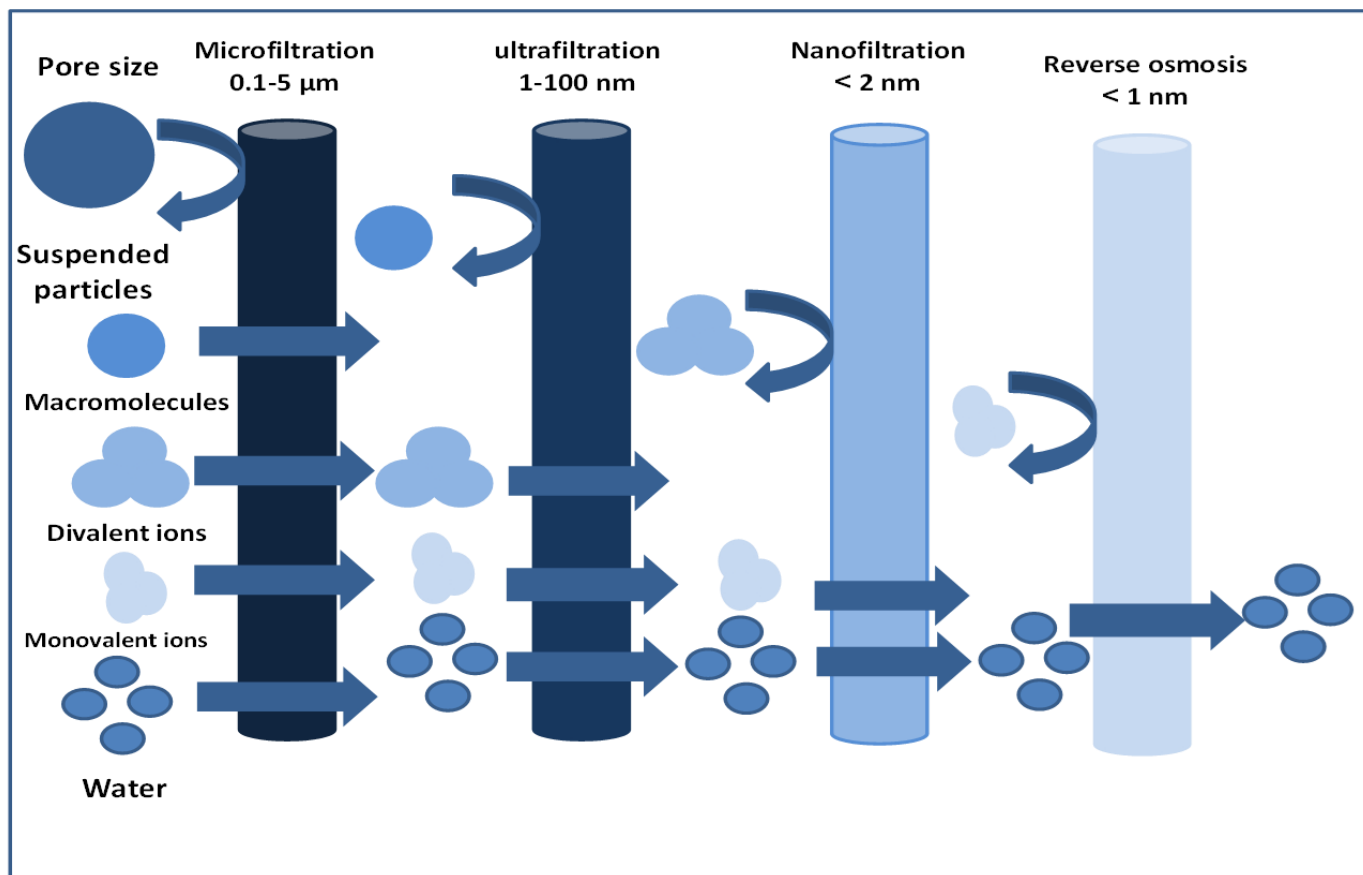 Pore size
Microfiltration
0.1-5 µm
ultrafiltration
1-100 nm
Nanofiltration
< 2 nm
Reverse osmosis
< 1 nm
Suspended
particles
Macromolecules
Divalent ions
Monovalent ions
Water